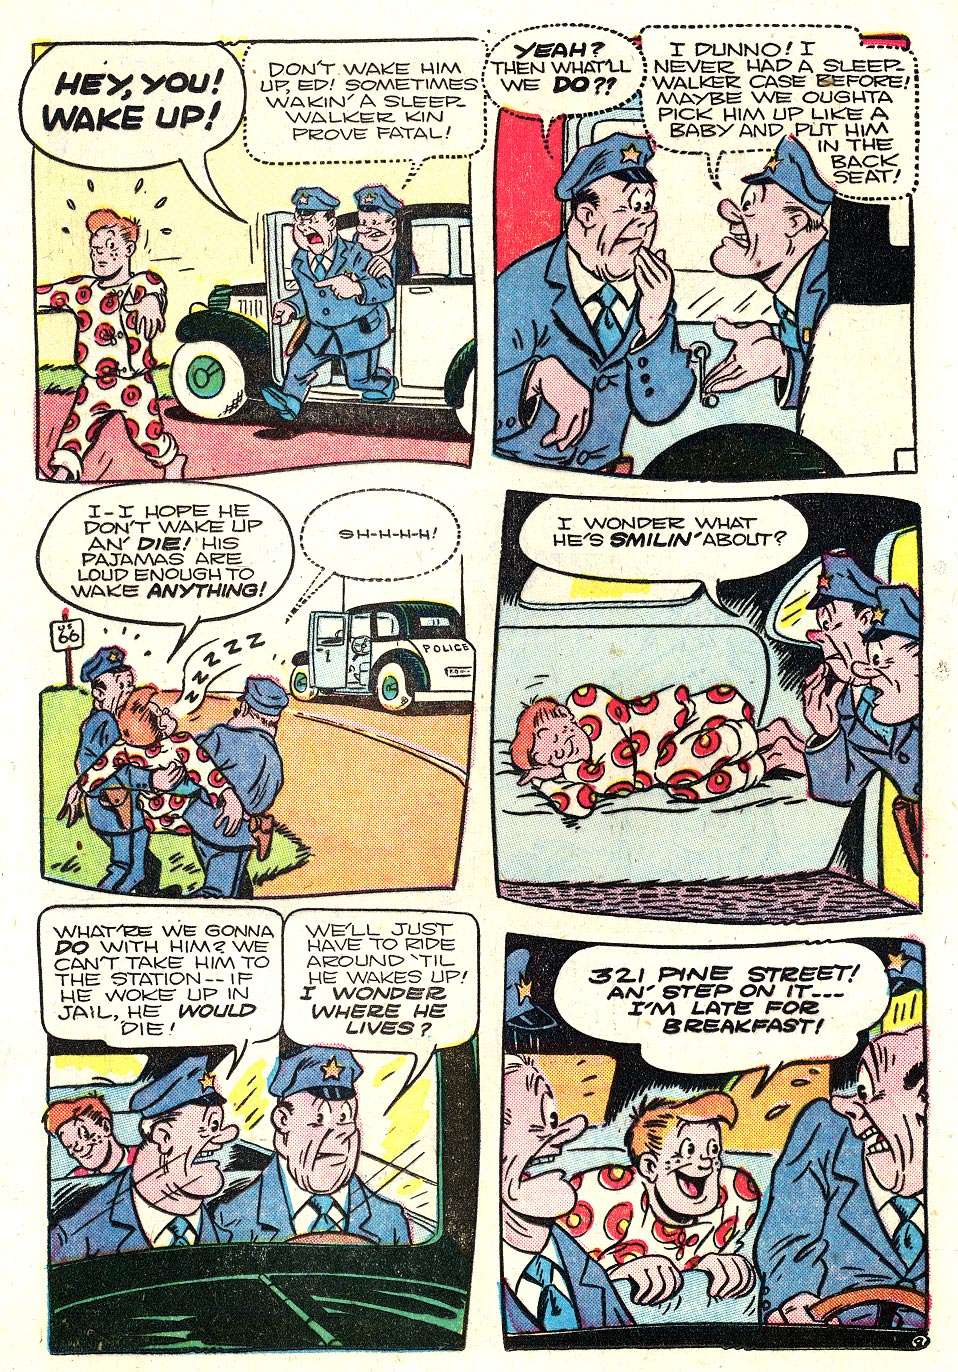 HEY, YOU!
WAKE UP!
DON'T WAKE HIM
UP, ED! SOMETIMES
WAKIN' A SLEEP-
WALKER KIN
PROVE FATAL!
YEAH?
THEN WHAT'LL
WE DO??
I DUNNO! I
NEVER HAD A SLEEP-
WALKER CASE BEFORE!
MAYBE WE OUGHTA
PICK HIM UP LIKE A
BABY AND PUT HIM
IN THE
BACK
SEAT!
I-I HOPE HE
DON'T WAKE UP
AN' DIE! HIS
PAJAMAS ARE
LOUD ENOUGH TO
WAKE ANYTHING!
SH-H-H-H!
US
66
ZZZZZZ
POLICE
I WONDER WHAT
HE'S SMILIN' ABOUT?
WHAT'RE WE GONNA
DO WITH HIM? WE
CAN'T TAKE HIM TO
THE STATION-- IF
HE WOKE UP IN
JAIL, HE WOULD
DIE!
WE'LL JUST
HAVE TO RIDE
AROUND 'TIL
HE WAKES UP!
I WONDER
WHERE HE
LIVES?
321 PINE STREET!
AN' STEP ON IT---
I'M LATE FOR
BREAKFAST!